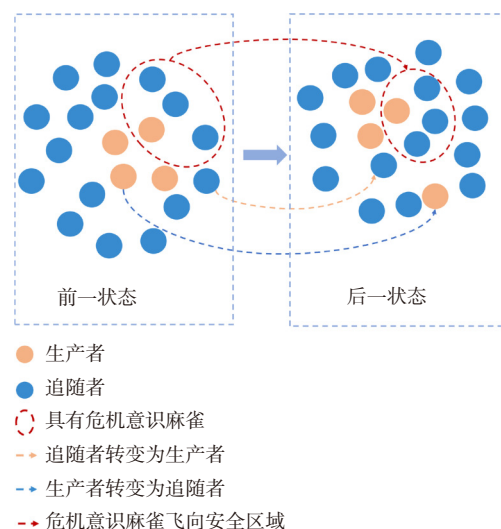 前一状态
后一状态
生产者
追随者
具有危机意识麻雀
追随者转变为生产者
生产者转变为追随者
危机意识麻雀飞向安全区域